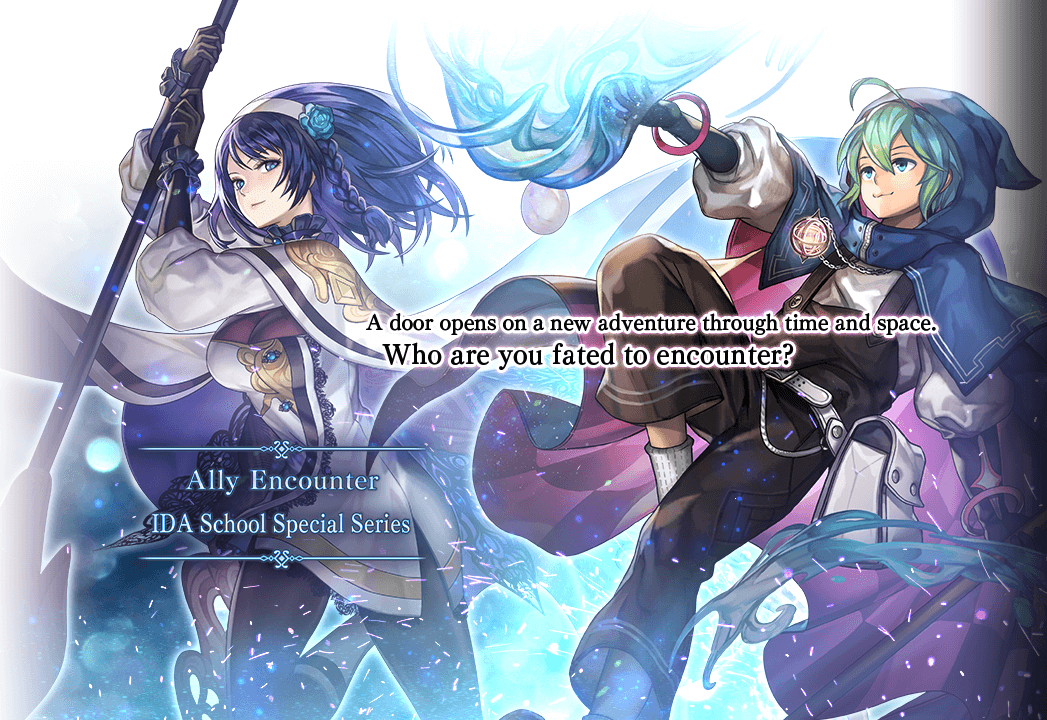 A door opens on a new adventure through time and space.
Who are you fated to encounter?
Ally Encounter
IDA School Special Series